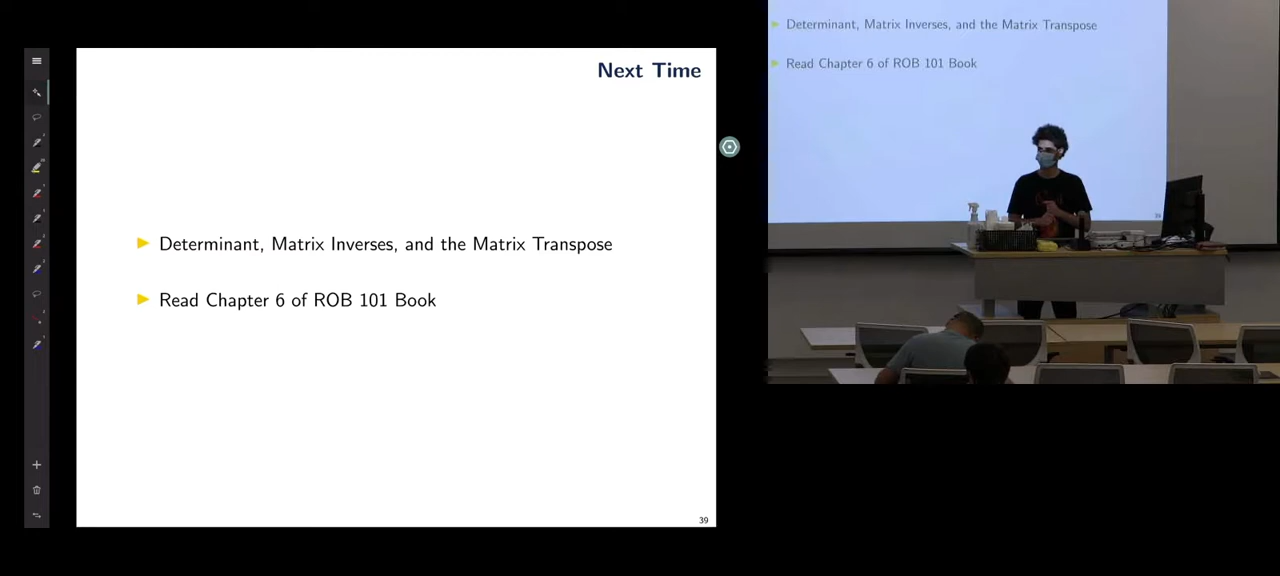 Next Time
Determinant, Matrix Inverses, and the Matrix Transpose
Read Chapter 6 of ROB 101 Book
39
Determinant, Matrix Inverses, and the Matrix Transpose
Read Chapter 6 of ROB 101 Book